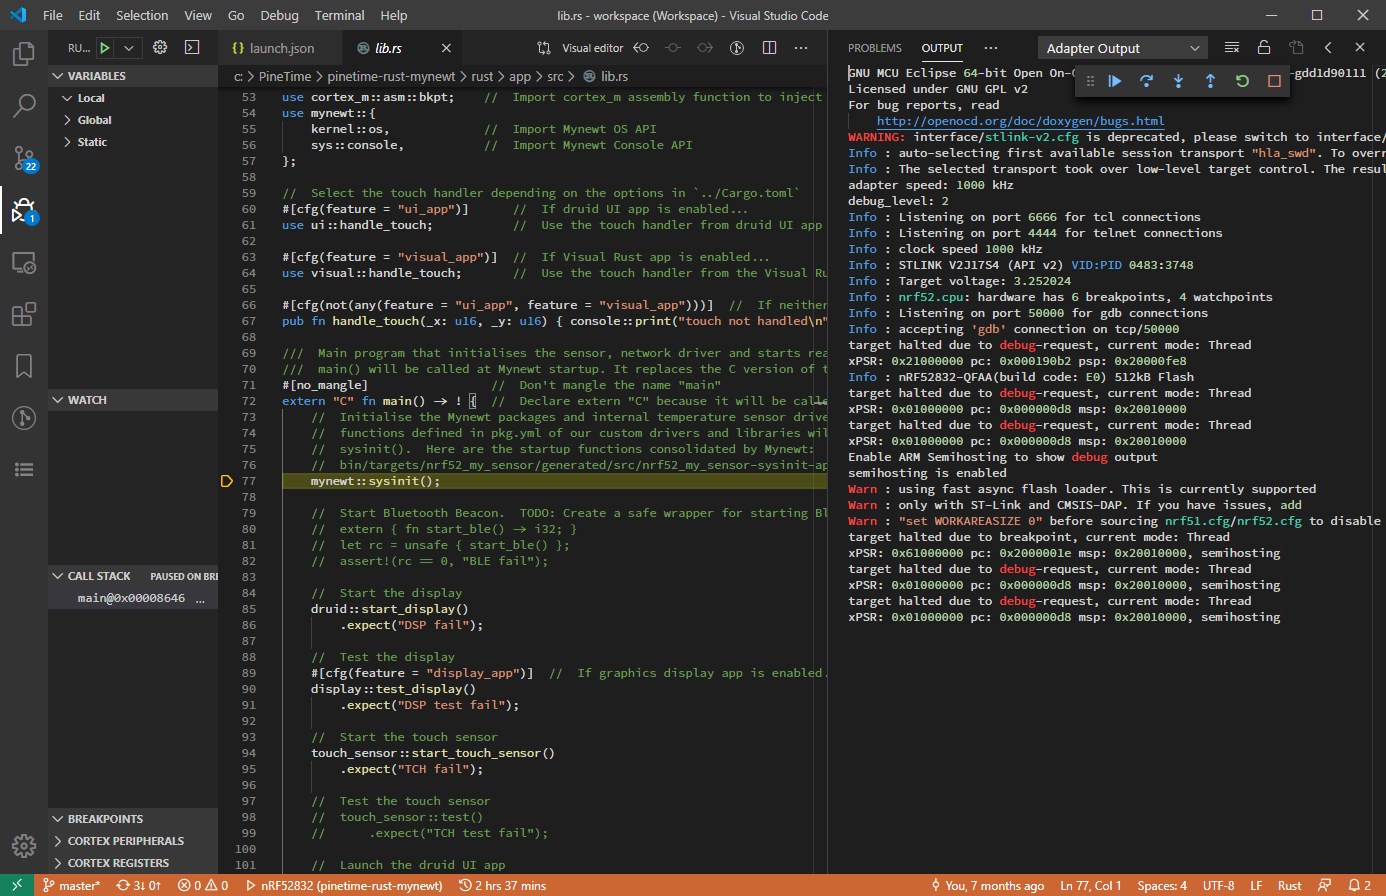 File Edit Selection View Go Debug Terminal Help
lib.rs - workspace (Workspace) - Visual Studio Code
RU...
VARIABLES
Local
Global
Static
WATCH
CALL STACK PAUSED ON BRE
main@0x00008646 ...
BREAKPOINTS
CORTEX PERIPHERALS
CORTEX REGISTERS
22
1
{} launch.json
lib.rs
Visual editor
c: > PineTime > pinetime-rust-mynewt > rust > app > src > lib.rs
53 use cortex_m::asm::bkpt; // Import cortex_m assembly function to inject
54 use mynewt::{
55 kernel::os, // Import Mynewt OS API
56 sys::console, // Import Mynewt Console API
57 };
58
59 // Select the touch handler depending on the options in `../Cargo.toml`
60 #[cfg(feature = "ui_app")] // If druid UI app is enabled...
61 use ui::handle_touch; // Use the touch handler from druid UI app
62
63 #[cfg(feature = "visual_app")] // If Visual Rust app is enabled...
64 use visual::handle_touch; // Use the touch handler from the Visual Ru
65
66 #[cfg(not(any(feature = "ui_app", feature = "visual_app")))] // If neither
67 pub fn handle_touch(_x: u16, _y: u16) { console::print("touch not handled\n"
68
69 /// Main program that initialises the sensor, network driver and starts rea
70 /// main() will be called at Mynewt startup. It replaces the C version of t
71 #[no_mangle] // Don't mangle the name "main"
72 extern "C" fn main() -> ! { // Declare extern "C" because it will be calle
73 // Initialise the Mynewt packages and internal temperature sensor drive
74 // functions defined in pkg.yml of our custom drivers and libraries wil
75 // sysinit(). Here are the startup functions consolidated by Mynewt:
76 // bin/targets/nrf52_my_sensor/generated/src/nrf52_my_sensor-sysinit-ap
77 mynewt::sysinit();
78
79 // Start Bluetooth Beacon. TODO: Create a safe wrapper for starting Bl
80 // extern { fn start_ble() -> i32; }
81 // let rc = unsafe { start_ble() };
82 // assert!(rc == 0, "BLE fail");
83
84 // Start the display
85 druid::start_display()
86 .expect("DSP fail");
87
88 // Test the display
89 #[cfg(feature = "display_app")] // If graphics display app is enabled.
90 display::test_display()
91 .expect("DSP test fail");
92
93 // Start the touch sensor
94 touch_sensor::start_touch_sensor()
95 .expect("TCH fail");
96
97 // Test the touch sensor
98 // touch_sensor::test()
99 // .expect("TCH test fail");
100
101 // Launch the druid UI app
PROBLEMS OUTPUT ... Adapter Output
GNU MCU Eclipse 64-bit Open On-C -gdd1d90111 (2
Licensed under GNU GPL v2
For bug reports, read
http://openocd.org/doc/doxygen/bugs.html
WARNING: interface/stlink-v2.cfg is deprecated, please switch to interface/
Info : auto-selecting first available session transport "hla_swd". To overr
Info : The selected transport took over low-level target control. The resul
adapter speed: 1000 kHz
debug_level: 2
Info : Listening on port 6666 for tcl connections
Info : Listening on port 4444 for telnet connections
Info : clock speed 1000 kHz
Info : STLINK V2J17S4 (API v2) VID:PID 0483:3748
Info : Target voltage: 3.252024
Info : nrf52.cpu: hardware has 6 breakpoints, 4 watchpoints
Info : Listening on port 50000 for gdb connections
Info : accepting 'gdb' connection on tcp/50000
target halted due to debug-request, current mode: Thread
xPSR: 0x21000000 pc: 0x000190b2 psp: 0x20000fe8
Info : nRF52832-QFAA(build code: E0) 512kB Flash
target halted due to debug-request, current mode: Thread
xPSR: 0x01000000 pc: 0x000000d8 msp: 0x20010000
target halted due to debug-request, current mode: Thread
xPSR: 0x01000000 pc: 0x000000d8 msp: 0x20010000
Enable ARM Semihosting to show debug output
semihosting is enabled
Warn : using fast async flash loader. This is currently supported
Warn : only with ST-Link and CMSIS-DAP. If you have issues, add
Warn : "set WORKAREASIZE 0" before sourcing nrf51.cfg/nrf52.cfg to disable
target halted due to breakpoint, current mode: Thread
xPSR: 0x61000000 pc: 0x2000001e msp: 0x20010000, semihosting
target halted due to debug-request, current mode: Thread
xPSR: 0x01000000 pc: 0x000000d8 msp: 0x20010000, semihosting
target halted due to debug-request, current mode: Thread
xPSR: 0x01000000 pc: 0x000000d8 msp: 0x20010000, semihosting
master* 3↓ 0↑ 0 0 nRF52832 (pinetime-rust-mynewt) 2 hrs 37 mins You, 7 months ago Ln 77, Col 1 Spaces: 4 UTF-8 LF Rust 2